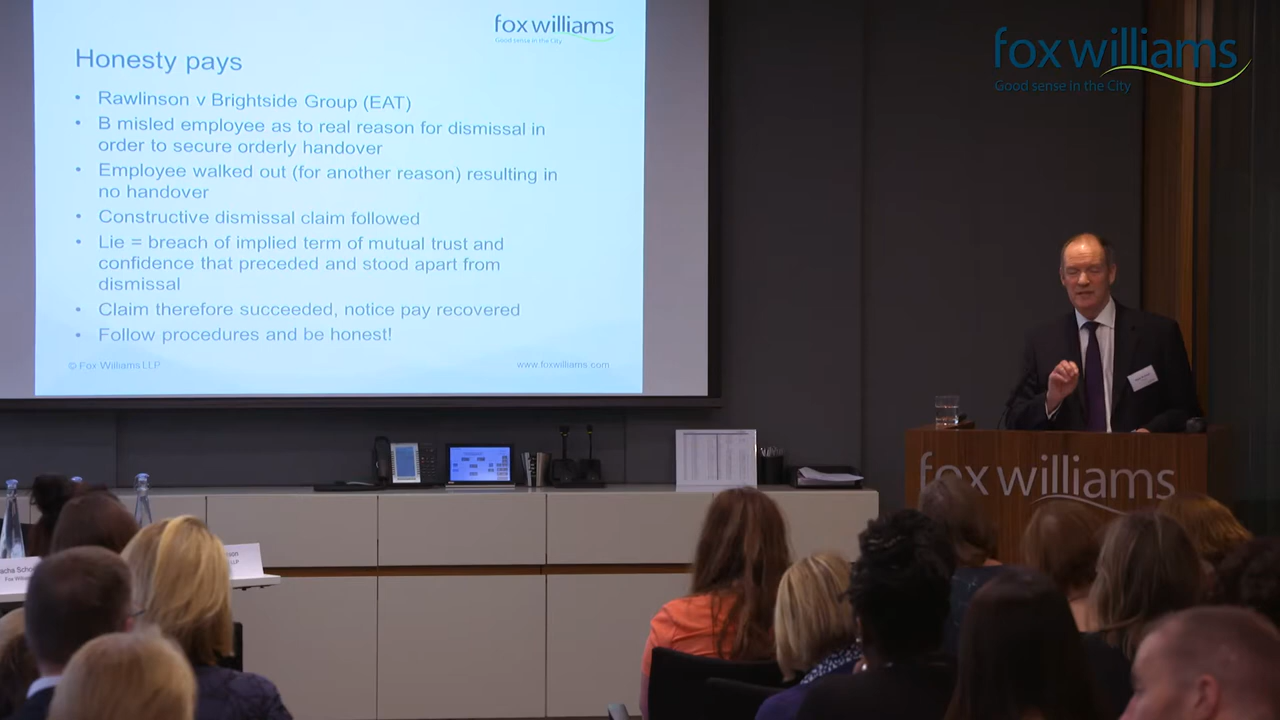 fox williams
Good sense in the City
Honesty pays
• Rawlinson v Brightside Group (EAT)
• B misled employee as to real reason for dismissal in
order to secure orderly handover
• Employee walked out (for another reason) resulting in
no handover
• Constructive dismissal claim followed
• Lie = breach of implied term of mutual trust and
confidence that preceded and stood apart from
dismissal
• Claim therefore succeeded, notice pay recovered
• Follow procedures and be honest!
© Fox Williams LLP
www.foxwilliams.com
fox williams
Good sense in the City
fox williams